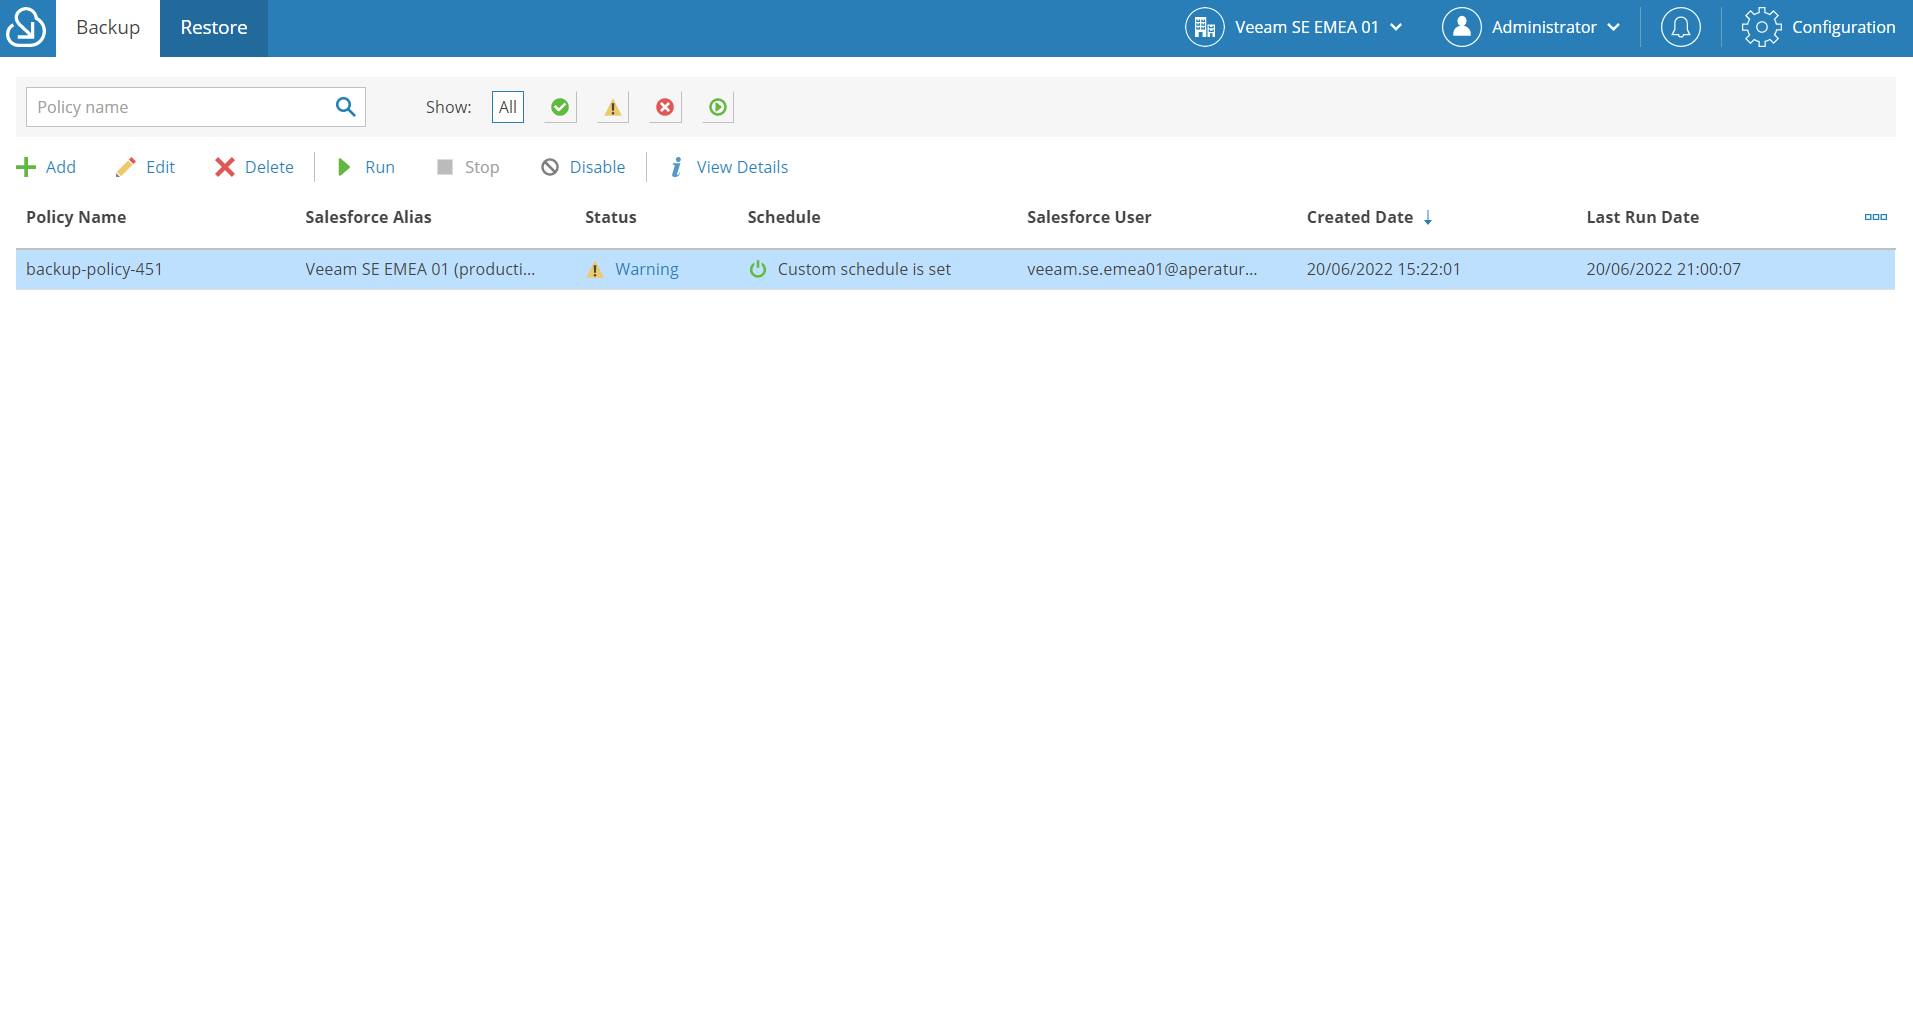 Backup Restore Veeam SE EMEA 01 Administrator Configuration
Policy name Show: All
Add Edit Delete Run Stop Disable View Details
Policy Name Salesforce Alias Status Schedule Salesforce User Created Date Last Run Date
backup-policy-451 Veeam SE EMEA 01 (producti... Warning Custom schedule is set veeam.se.emea01@aperatur... 20/06/2022 15:22:01 20/06/2022 21:00:07